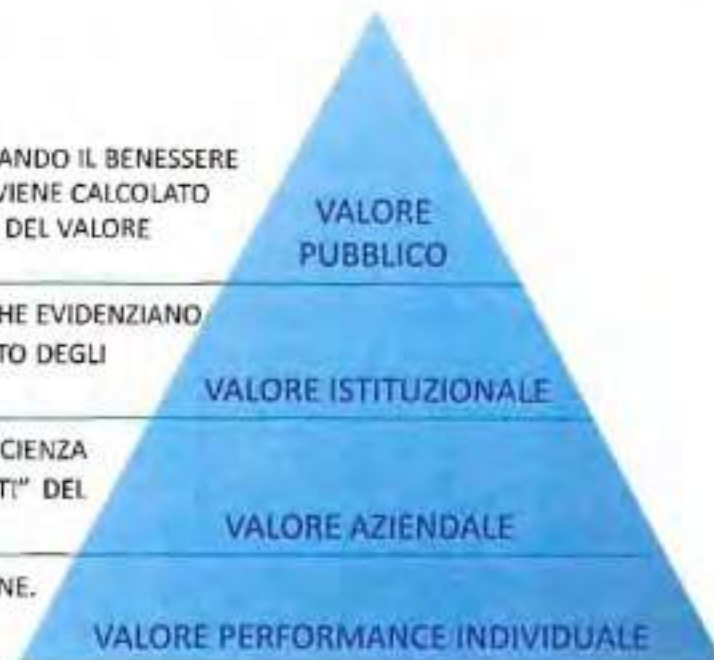 ANDO IL BENESSERE
VIENE CALCOLATO
DEL VALORE
VALORE
PUBBLICO
HE EVIDENZIANO
TO DEGLI
VALORE ISTITUZIONALE
CIENZA
TI" DEL
VALORE AZIENDALE
NE.
VALORE PERFORMANCE INDIVIDUALE